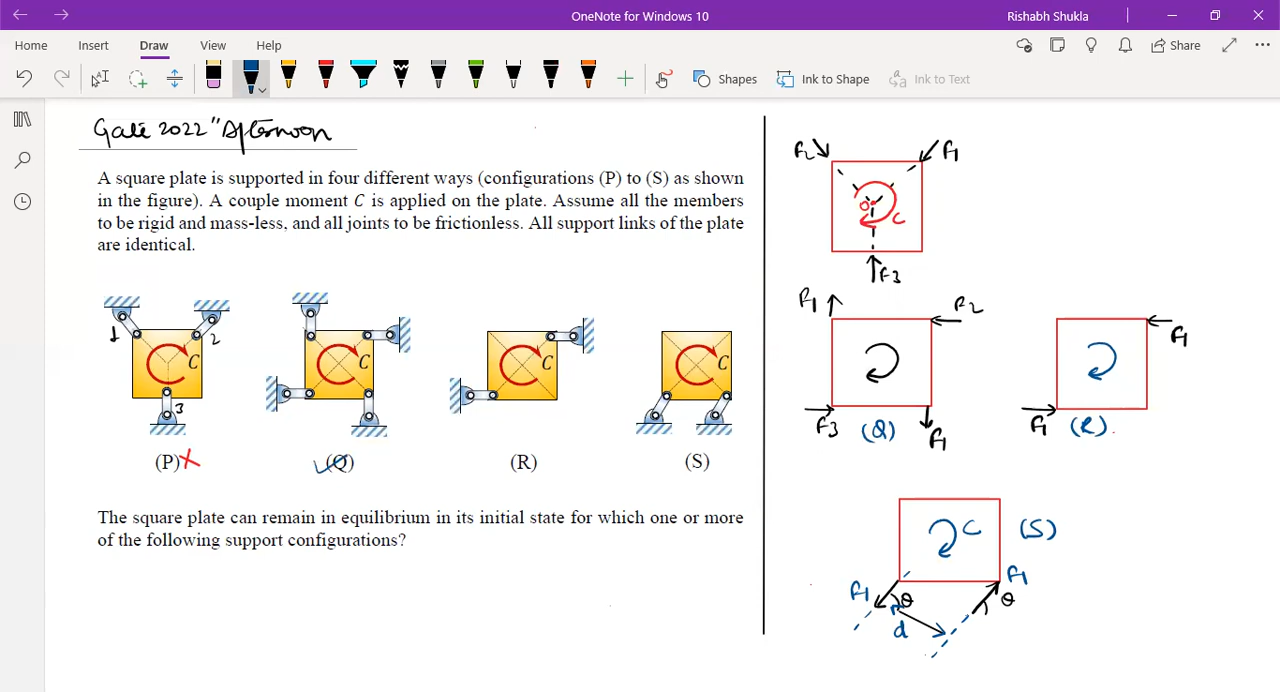 OneNote for Windows 10
Rishabh Shukla
Home Insert Draw View Help
Share
Shapes
Ink to Shape
Ink to Text
Gate 2022 "Afternoon
A square plate is supported in four different ways (configurations (P) to (S) as shown
in the figure). A couple moment C is applied on the plate. Assume all the members
to be rigid and mass-less, and all joints to be frictionless. All support links of the plate
are identical.
1 2 3 C
C
C
C
(P) (Q) (R) (S)
The square plate can remain in equilibrium in its initial state for which one or more
of the following support configurations?
F2 F1
O C
F3
F1 F2
F3 (Q) F1
F1
F1 (R)
C (S)
F1 θ F1 θ
d